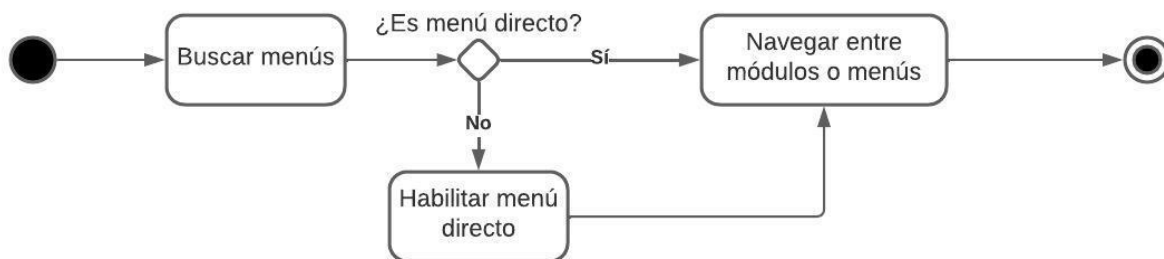 ¿Es menú directo?
Buscar menús
Sí
Navegar entre
módulos o menús
No
Habilitar menú
directo